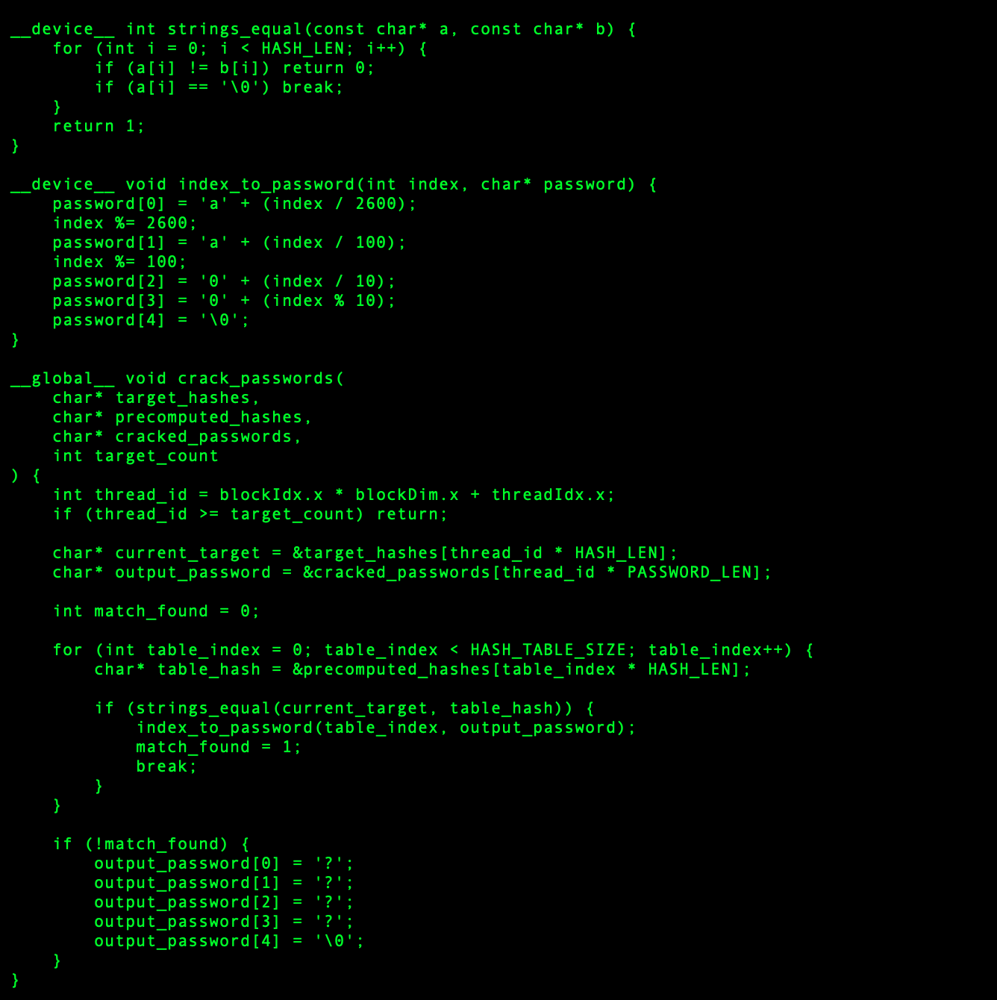 __device__ int strings_equal(const char* a, const char* b) {
    for (int i = 0; i < HASH_LEN; i++) {
        if (a[i] != b[i]) return 0;
        if (a[i] == '\0') break;
    }
    return 1;
}

__device__ void index_to_password(int index, char* password) {
    password[0] = 'a' + (index / 2600);
    index %= 2600;
    password[1] = 'a' + (index / 100);
    index %= 100;
    password[2] = '0' + (index / 10);
    password[3] = '0' + (index % 10);
    password[4] = '\0';
}

__global__ void crack_passwords(
    char* target_hashes,
    char* precomputed_hashes,
    char* cracked_passwords,
    int target_count
) {
    int thread_id = blockIdx.x * blockDim.x + threadIdx.x;
    if (thread_id >= target_count) return;

    char* current_target = &target_hashes[thread_id * HASH_LEN];
    char* output_password = &cracked_passwords[thread_id * PASSWORD_LEN];

    int match_found = 0;

    for (int table_index = 0; table_index < HASH_TABLE_SIZE; table_index++) {
        char* table_hash = &precomputed_hashes[table_index * HASH_LEN];

        if (strings_equal(current_target, table_hash)) {
            index_to_password(table_index, output_password);
            match_found = 1;
            break;
        }
    }

    if (!match_found) {
        output_password[0] = '?';
        output_password[1] = '?';
        output_password[2] = '?';
        output_password[3] = '?';
        output_password[4] = '\0';
    }
}